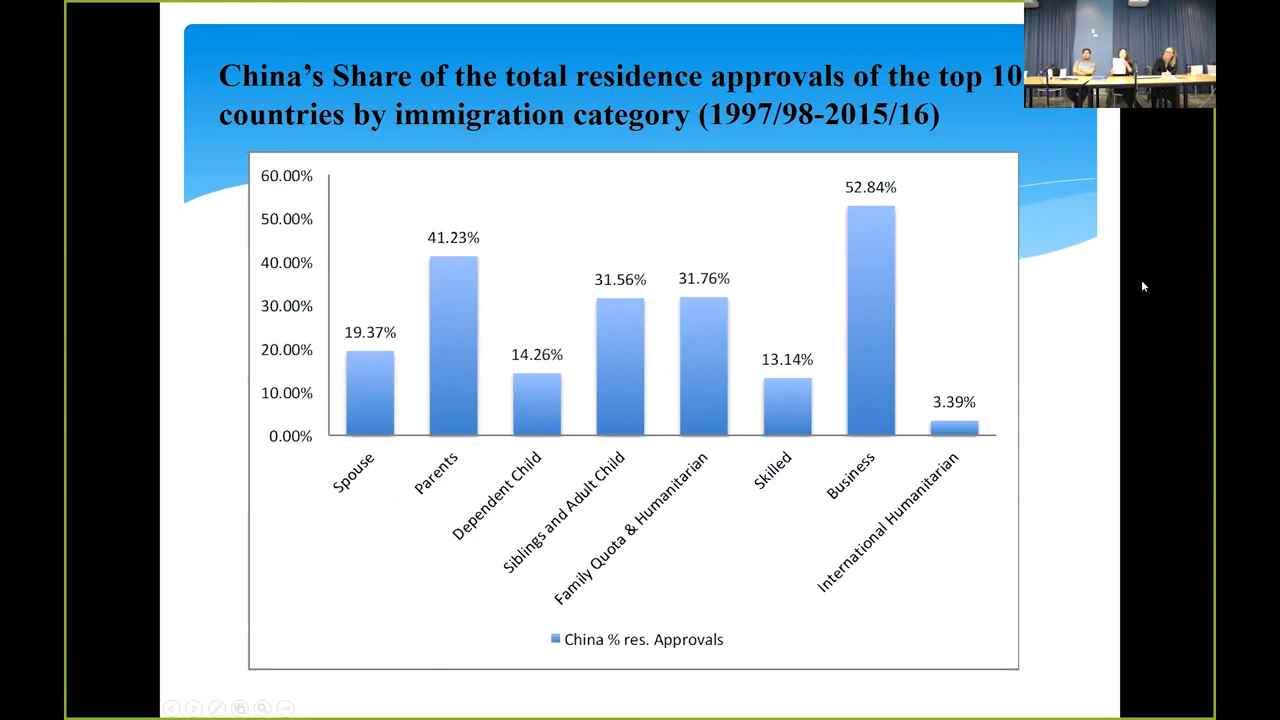 China’s Share of the total residence approvals of the top 10
countries by immigration category (1997/98-2015/16)
60.00%
50.00%
40.00%
30.00%
20.00%
10.00%
0.00%
19.37%
41.23%
14.26%
31.56%
31.76%
13.14%
52.84%
3.39%
Spouse
Parents
Dependent Child
Siblings and Adult Child
Family Quota & Humanitarian
Skilled
Business
International Humanitarian
China % res. Approvals